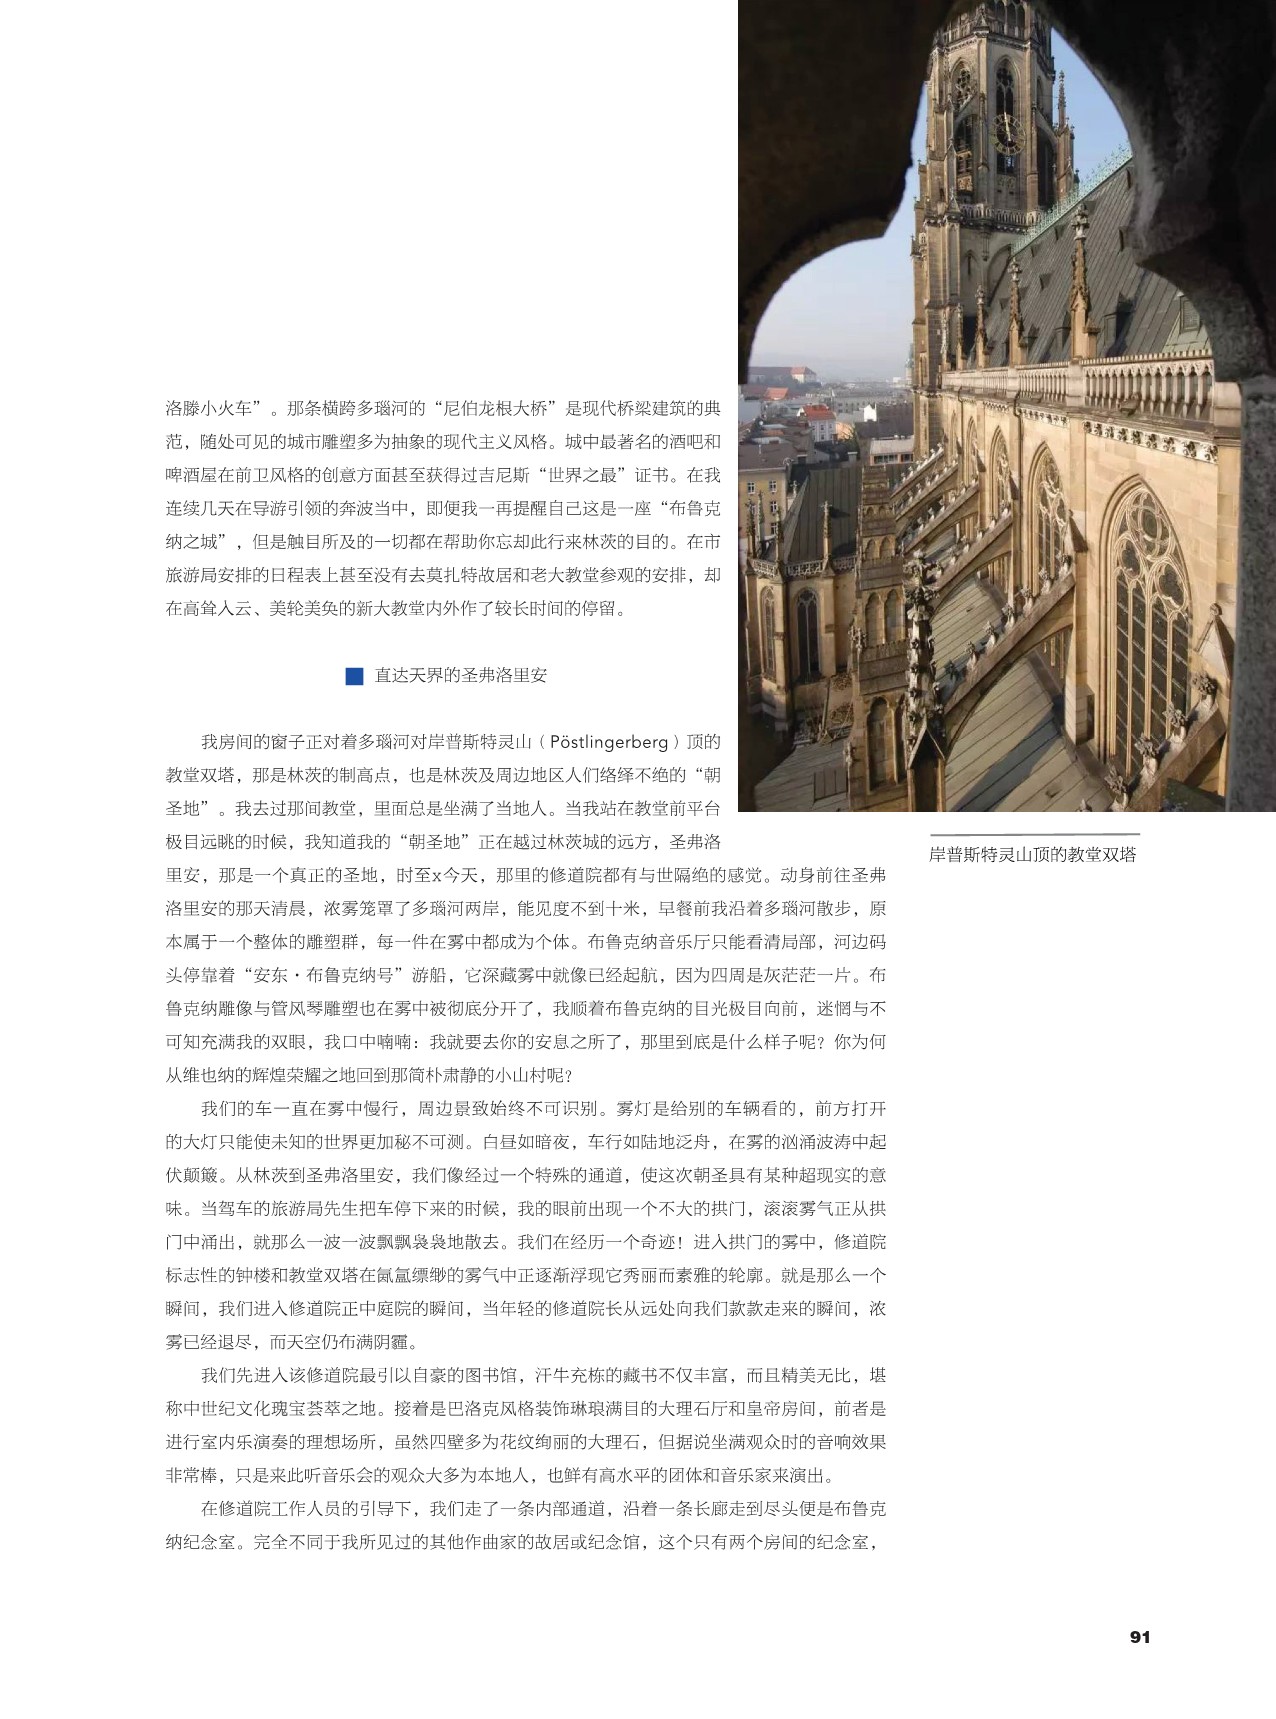 洛滕小火车”。那条横跨多瑙河的“尼伯龙根大桥”是现代桥梁建筑的典
范，随处可见的城市雕塑多为抽象的现代主义风格。城中最著名的酒吧和
啤酒屋在前卫风格的创意方面甚至获得过吉尼斯“世界之最”证书。在我
连续几天在导游引领的奔波当中，即便我一再提醒自己这是一座“布鲁克
纳之城”，但是触目所及的一切都在帮助你忘却此行来林茨的目的。在市
旅游局安排的日程表上甚至没有去莫扎特故居和老大教堂参观的安排，却
在高耸入云、美轮美奂的新大教堂内外作了较长时间的停留。
直达天界的圣弗洛里安
我房间的窗子正对着多瑙河对岸普斯特灵山（Pöstlingerberg）顶的
教堂双塔，那是林茨的制高点，也是林茨及周边地区人们络绎不绝的“朝
圣地”。我去过那间教堂，里面总是坐满了当地人。当我站在教堂前平台
极目远眺的时候，我知道我的“朝圣地”正在越过林茨城的远方，圣弗洛
里安，那是一个真正的圣地，时至x今天，那里的修道院都有与世隔绝的感觉。动身前往圣弗
洛里安的那天清晨，浓雾笼罩了多瑙河两岸，能见度不到十米，早餐前我沿着多瑙河散步，原
本属于一个整体的雕塑群，每一件在雾中都成为个体。布鲁克纳音乐厅只能看清局部，河边码
头停靠着“安东·布鲁克纳号”游船，它深藏雾中就像已经起航，因为四周是灰茫茫一片。布
鲁克纳雕像与管风琴雕塑也在雾中被彻底分开了，我顺着布鲁克纳的目光极目向前，迷惘与不
可知充满我的双眼，我口中喃喃：我就要去你的安息之所了，那里到底是什么样子呢？你为何
从维也纳的辉煌荣耀之地回到那简朴肃静的小山村呢？
我们的车一直在雾中慢行，周边景致始终不可识别。雾灯是给别的车辆看的，前方打开
的大灯只能使未知的世界更加秘不可测。白昼如暗夜，车行如陆地泛舟，在雾的汹涌波涛中起
伏颠簸。从林茨到圣弗洛里安，我们像经过一个特殊的通道，使这次朝圣具有某种超现实的意
味。当驾车的旅游局先生把车停下来的时候，我的眼前出现一个不大的拱门，滚滚雾气正从拱
门中涌出，就那么一波一波飘飘袅袅地散去。我们在经历一个奇迹！进入拱门的雾中，修道院
标志性的钟楼和教堂双塔在氤氲缥缈的雾气中正逐渐浮现它秀丽而素雅的轮廓。就是那么一个
瞬间，我们进入修道院正中庭院的瞬间，当年轻的修道院长从远处向我们款款走来的瞬间，浓
雾已经退尽，而天空仍布满阴霾。
我们先进入该修道院最引以自豪的图书馆，汗牛充栋的藏书不仅丰富，而且精美无比，堪
称中世纪文化瑰宝荟萃之地。接着是巴洛克风格装饰琳琅满目的大理石厅和皇帝房间，前者是
进行室内乐演奏的理想场所，虽然四壁多为花纹绚丽的大理石，但据说坐满观众时的音响效果
非常棒，只是来此听音乐会的观众大多为本地人，也鲜有高水平的团体和音乐家来演出。
在修道院工作人员的引导下，我们走了一条内部通道，沿着一条长廊走到尽头便是布鲁克
纳纪念室。完全不同于我所见过的其他作曲家的故居或纪念馆，这个只有两个房间的纪念室，
岸普斯特灵山顶的教堂双塔
91